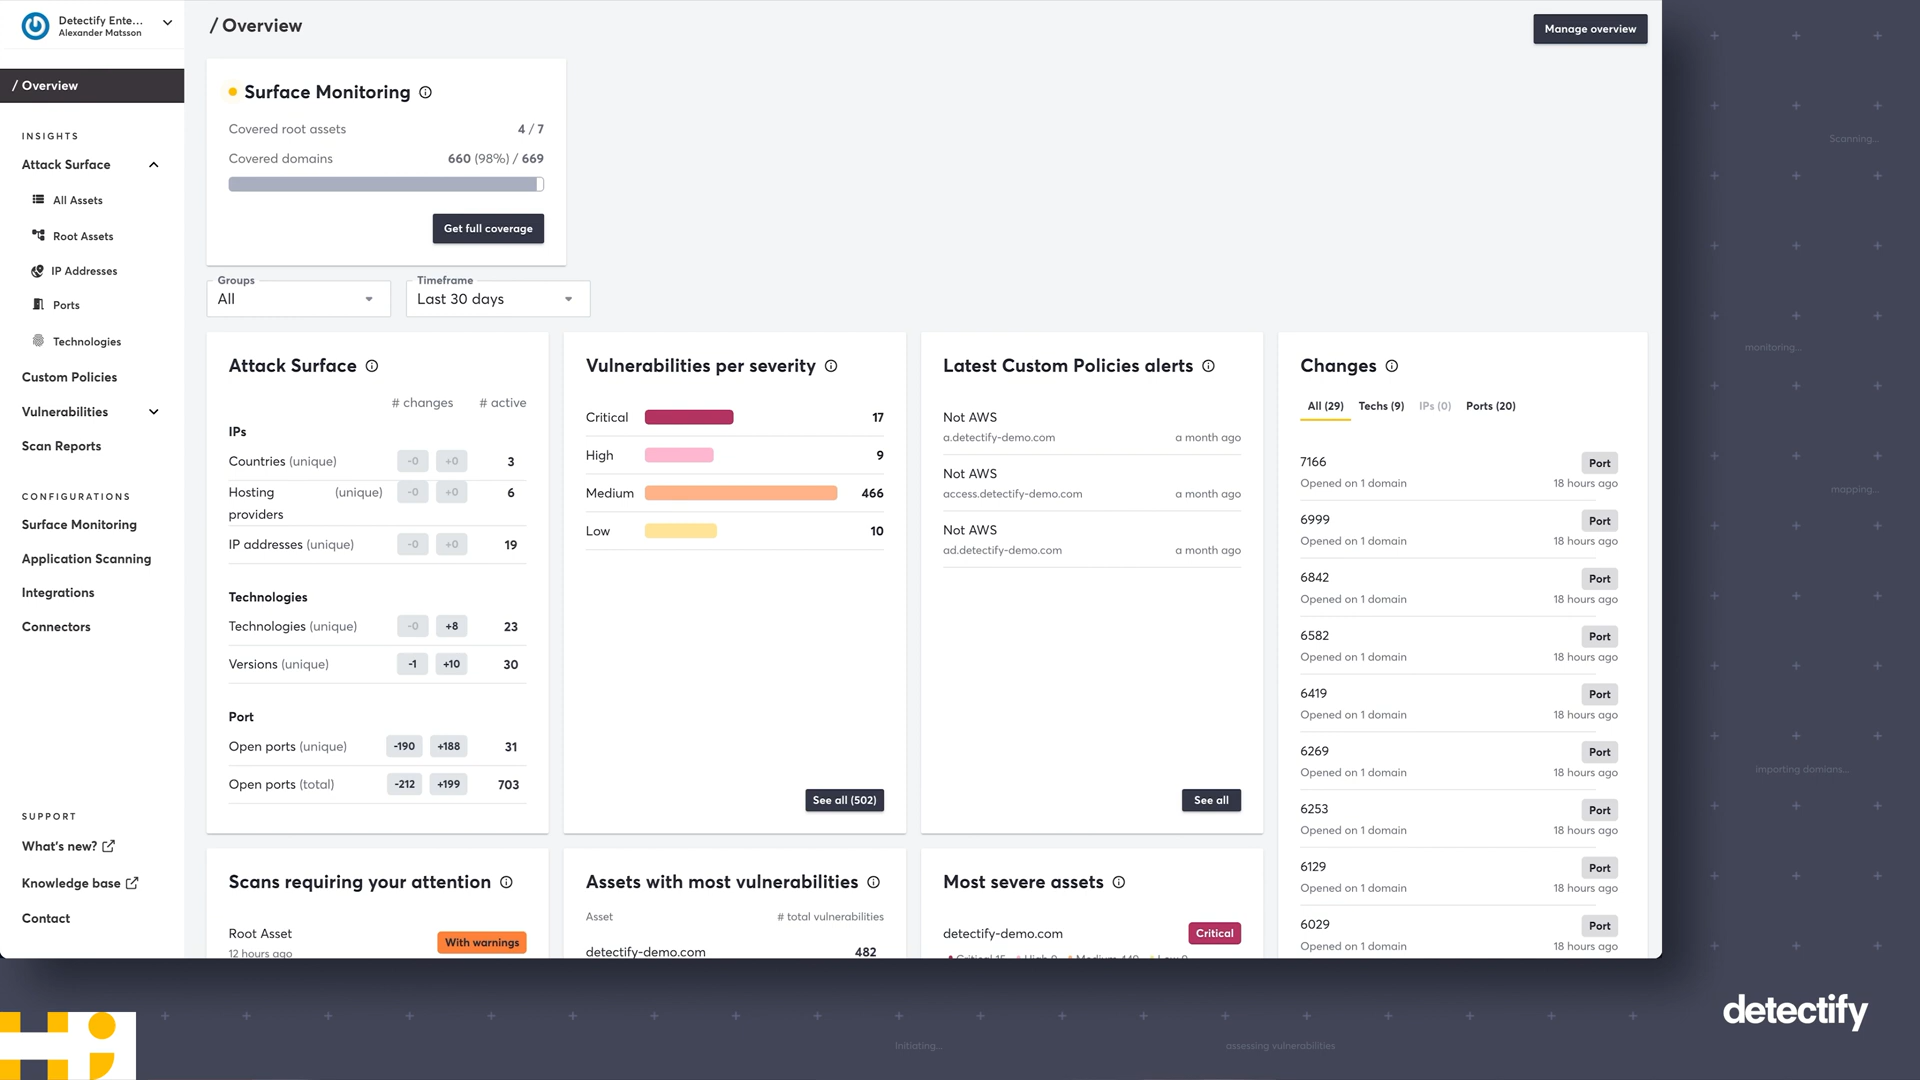 Detectify Ente...
Alexander Matsson
/ Overview
INSIGHTS
Attack Surface
All Assets
Root Assets
IP Addresses
Ports
Technologies
Custom Policies
Vulnerabilities
Scan Reports
CONFIGURATIONS
Surface Monitoring
Application Scanning
Integrations
Connectors
SUPPORT
What's new?
Knowledge base
Contact
/ Overview
Manage overview
Surface Monitoring
Covered root assets 4 / 7
Covered domains 660 (98%) / 669
Get full coverage
Groups
All
Timeframe
Last 30 days
Attack Surface
# changes # active
IPs
Countries (unique) -0 +0 3
Hosting providers (unique) -0 +0 6
IP addresses (unique) -0 +0 19
Technologies
Technologies (unique) -0 +8 23
Versions (unique) -1 +10 30
Port
Open ports (unique) -190 +188 31
Open ports (total) -212 +199 703
Vulnerabilities per severity
Critical 17
High 9
Medium 466
Low 10
See all (502)
Latest Custom Policies alerts
Not AWS
a.detectify-demo.com a month ago
Not AWS
access.detectify-demo.com a month ago
Not AWS
ad.detectify-demo.com a month ago
See all
Changes
All (29) Techs (9) IPs (0) Ports (20)
7166 Port
Opened on 1 domain 18 hours ago
6999 Port
Opened on 1 domain 18 hours ago
6842 Port
Opened on 1 domain 18 hours ago
6582 Port
Opened on 1 domain 18 hours ago
6419 Port
Opened on 1 domain 18 hours ago
6269 Port
Opened on 1 domain 18 hours ago
6253 Port
Opened on 1 domain 18 hours ago
6129 Port
Opened on 1 domain 18 hours ago
6029 Port
Opened on 1 domain 18 hours ago
Scans requiring your attention
Root Asset With warnings
12 hours ago
Assets with most vulnerabilities
Asset # total vulnerabilities
detectify-demo.com 482
Most severe assets
detectify-demo.com Critical
Scanning...
monitoring...
mapping...
importing domians...
Initiating...
assessing vulnerabilities
detectify